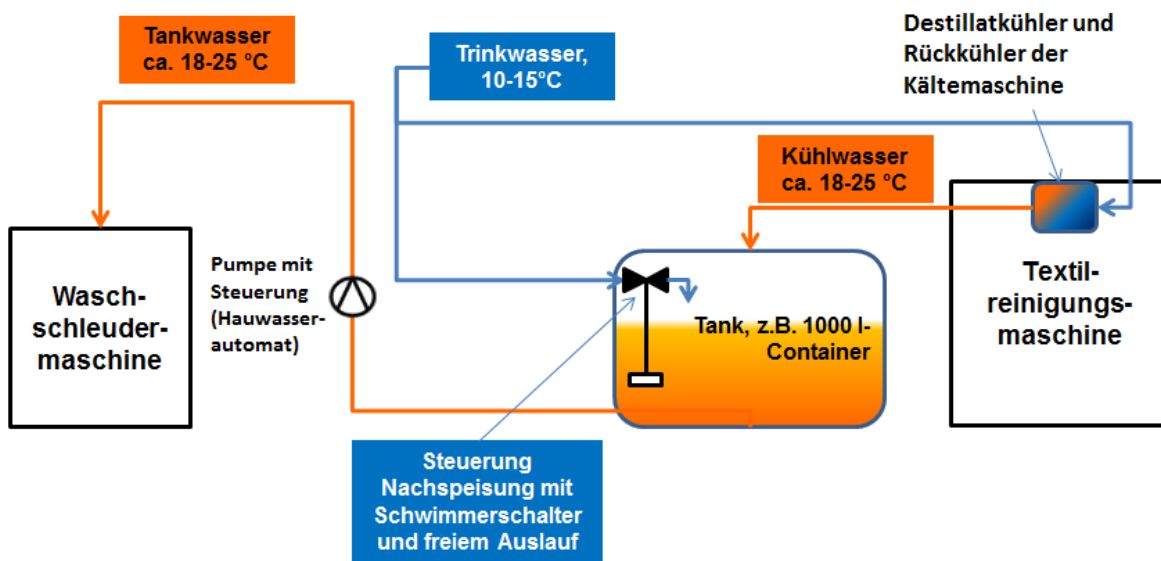 Tankwasser
ca. 18-25 °C
Trinkwasser,
10-15°C
Destillatkühler und
Rückkühler der
Kältemaschine
Kühlwasser
ca. 18-25 °C
Wasch-
schleuder-
maschine
Pumpe mit
Steuerung
(Hauwasser-
automat)
Tank, z.B. 1000 l-
Container
Textil-
reinigungs-
maschine
Steuerung
Nachspeisung mit
Schwimmerschalter
und freiem Auslauf